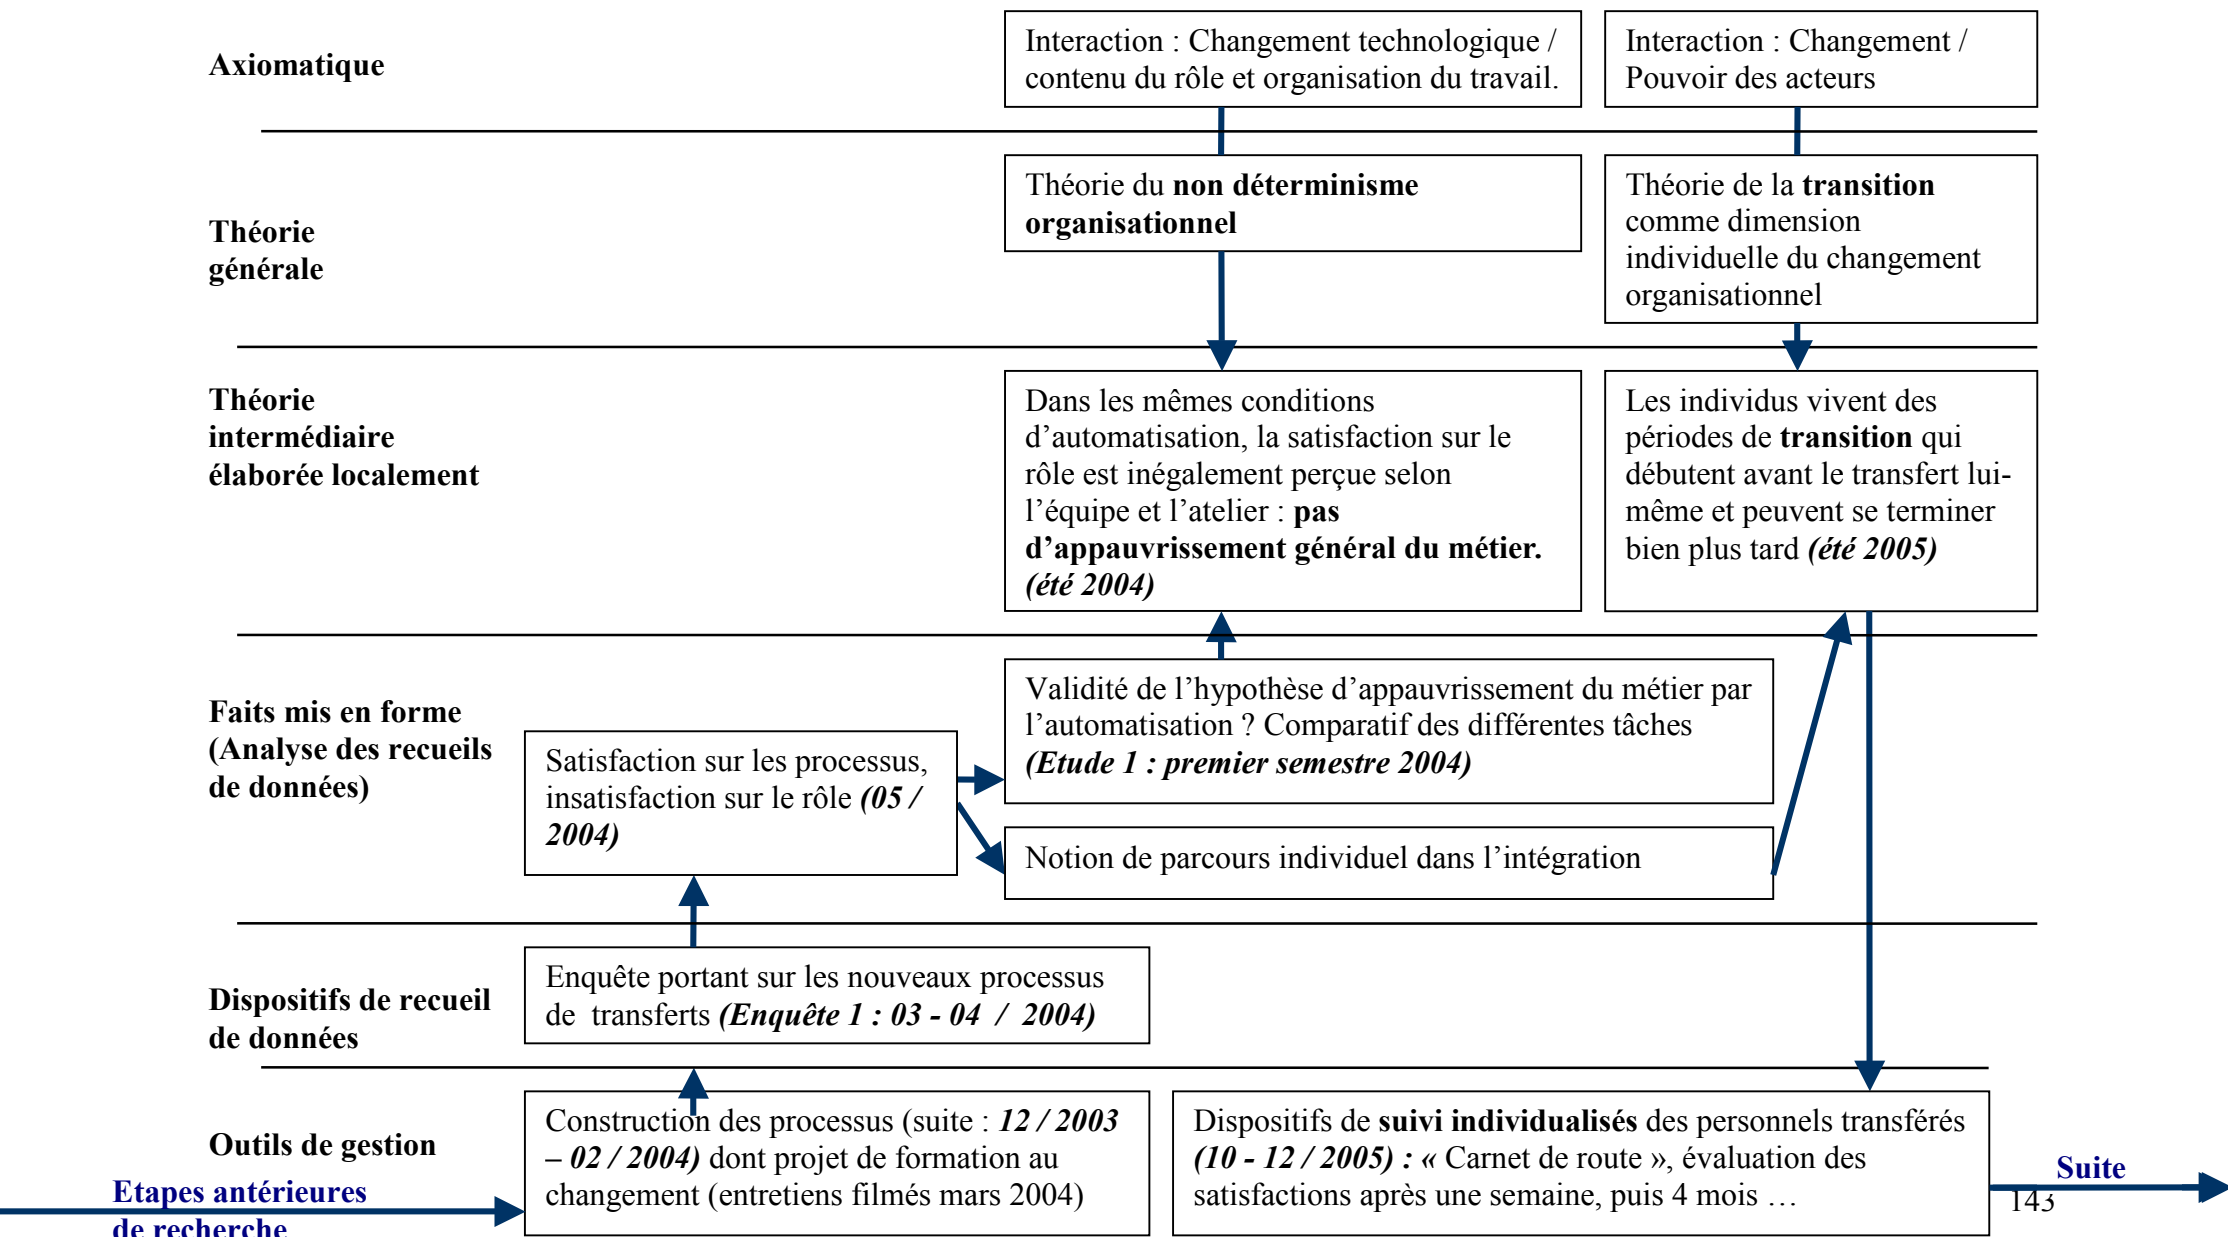 Axiomatique
Interaction : Changement technologique /
contenu du rôle et organisation du travail.
Interaction : Changement /
Pouvoir des acteurs
Théorie
générale
Théorie du non déterminisme
organisationnel
Théorie de la transition
comme dimension
individuelle du changement
organisationnel
Théorie
intermédiaire
élaborée localement
Dans les mêmes conditions
d’automatisation, la satisfaction sur le
rôle est inégalement perçue selon
l’équipe et l’atelier : pas
d’appauvrissement général du métier.
(été 2004)
Les individus vivent des
périodes de transition qui
débutent avant le transfert lui-
même et peuvent se terminer
bien plus tard (été 2005)
Faits mis en forme
(Analyse des recueils
de données)
Satisfaction sur les processus,
insatisfaction sur le rôle (05 /
2004)
Validité de l’hypothèse d’appauvrissement du métier par
l’automatisation ? Comparatif des différentes tâches
(Etude 1 : premier semestre 2004)
Notion de parcours individuel dans l’intégration
Dispositifs de recueil
de données
Enquête portant sur les nouveaux processus
de  transferts (Enquête 1 : 03 - 04  /  2004)
Outils de gestion
Construction des processus (suite : 12 / 2003
– 02 / 2004) dont projet de formation au
changement (entretiens filmés mars 2004)
Dispositifs de suivi individualisés des personnels transférés
(10 - 12 / 2005) : « Carnet de route », évaluation des
satisfactions après une semaine, puis 4 mois …
Etapes antérieures
de recherche
Suite
143